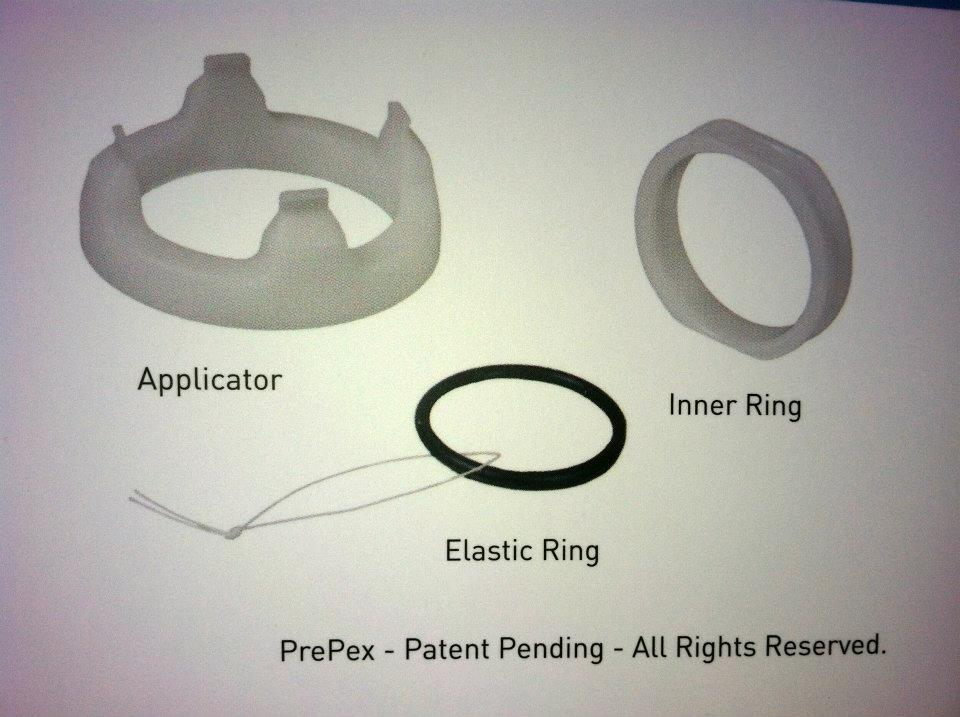 Applicator
Inner Ring
Elastic Ring
PrePex - Patent Pending - All Rights Reserved.